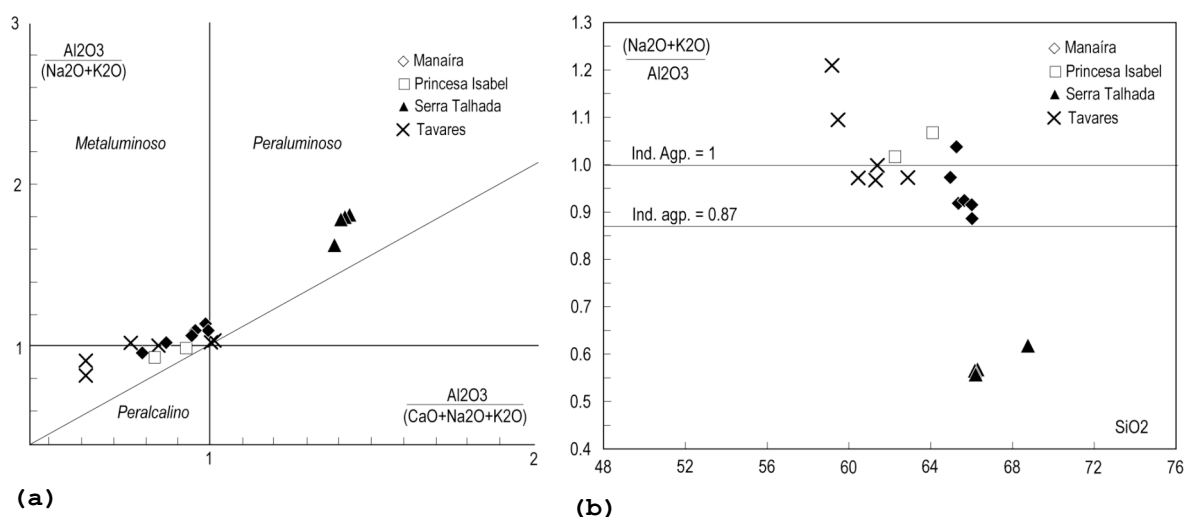 3
Al2O3
(Na2O+K2O)
Manaíra
Princesa Isabel
Serra Talhada
Tavares
Metaluminoso
Peraluminoso
2
1
Peralcalino
Al2O3
(CaO+Na2O+K2O)
1
2
(a)
1.3
(Na2O+K2O)
Al2O3
Manaíra
Princesa Isabel
Serra Talhada
Tavares
1.2
1.1
Ind. Agp. = 1
1.0
Ind. agp. = 0.87
0.9
0.8
0.7
0.6
0.5
SiO2
0.4
48 52 56 60 64 68 72 76
(b)